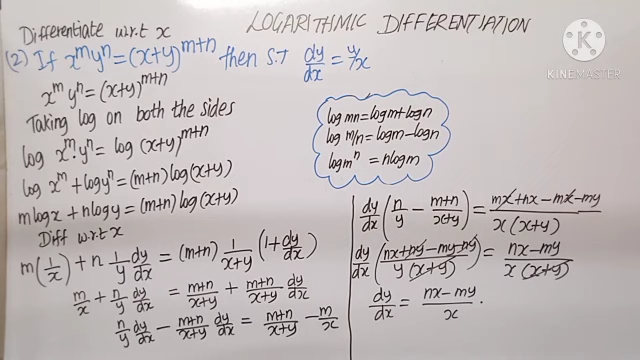 LOGARITHMIC DIFFERENTIATION
Differentiate w.r.t x
(2) If x^m y^n = (x+y)^{m+n} then S.T dy/dx = y/x
x^m y^n = (x+y)^{m+n}
Taking log on both the sides
log x^m . y^n = log (x+y)^{m+n}
log x^m + log y^n = (m+n) log(x+y)
m log x + n log y = (m+n) log(x+y)
Diff w.r.t x
m(1/x) + n 1/y dy/dx = (m+n) 1/(x+y) (1 + dy/dx)
m/x + n/y dy/dx = (m+n)/(x+y) + (m+n)/(x+y) dy/dx
n/y dy/dx - (m+n)/(x+y) dy/dx = (m+n)/(x+y) - m/x
log mn = log m + log n
log m/n = log m - log n
log m^n = n log m
dy/dx (n/y - (m+n)/(x+y)) = (mx + nx - mx - my)/(x(x+y))
dy/dx ((nx + ny - my - ny)/(y(x+y))) = (nx - my)/(x(x+y))
dy/dx = (nx - my)/x .
K
KINEMASTER